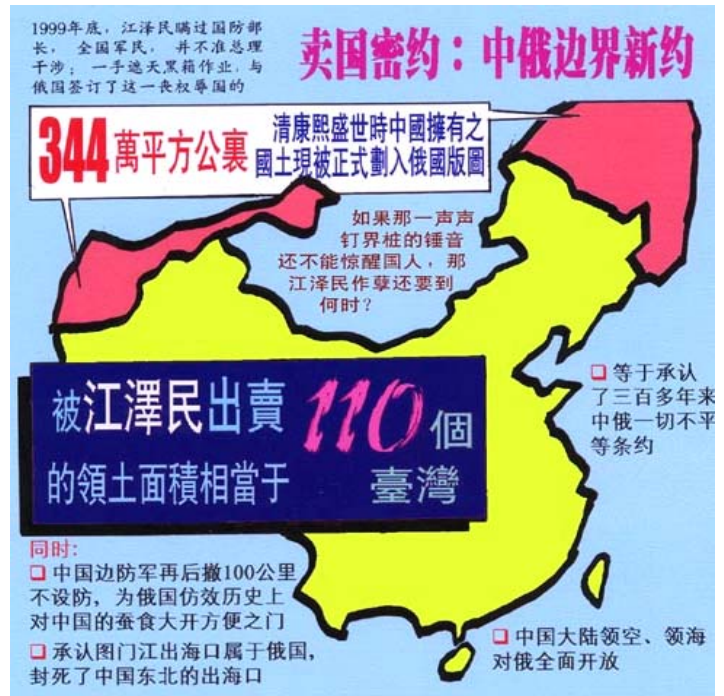 1999年底，江泽民瞒过国防部
长，全国军民，并不准总理
干涉；一手遮天黑箱作业，与
俄国签订了这一丧权辱国的
卖国密约：中俄边界新约
344萬平方公裏
清康熙盛世時中國擁有之
國土現被正式劃入俄國版圖
如果那一声声
钉界桩的锤音
还不能惊醒国人，那
江泽民作孽还要到
何时？
被江澤民出賣110個
的領土面積相當于臺灣
□等于承认
了三百多年来
中俄一切不平
等条约
同时:
□中国边防军再后撤100公里
不设防，为俄国仿效历史上
对中国的蚕食大开方便之门
□承认图门江出海口属于俄国，
封死了中国东北的出海口
□中国大陆领空、领海
对俄全面开放